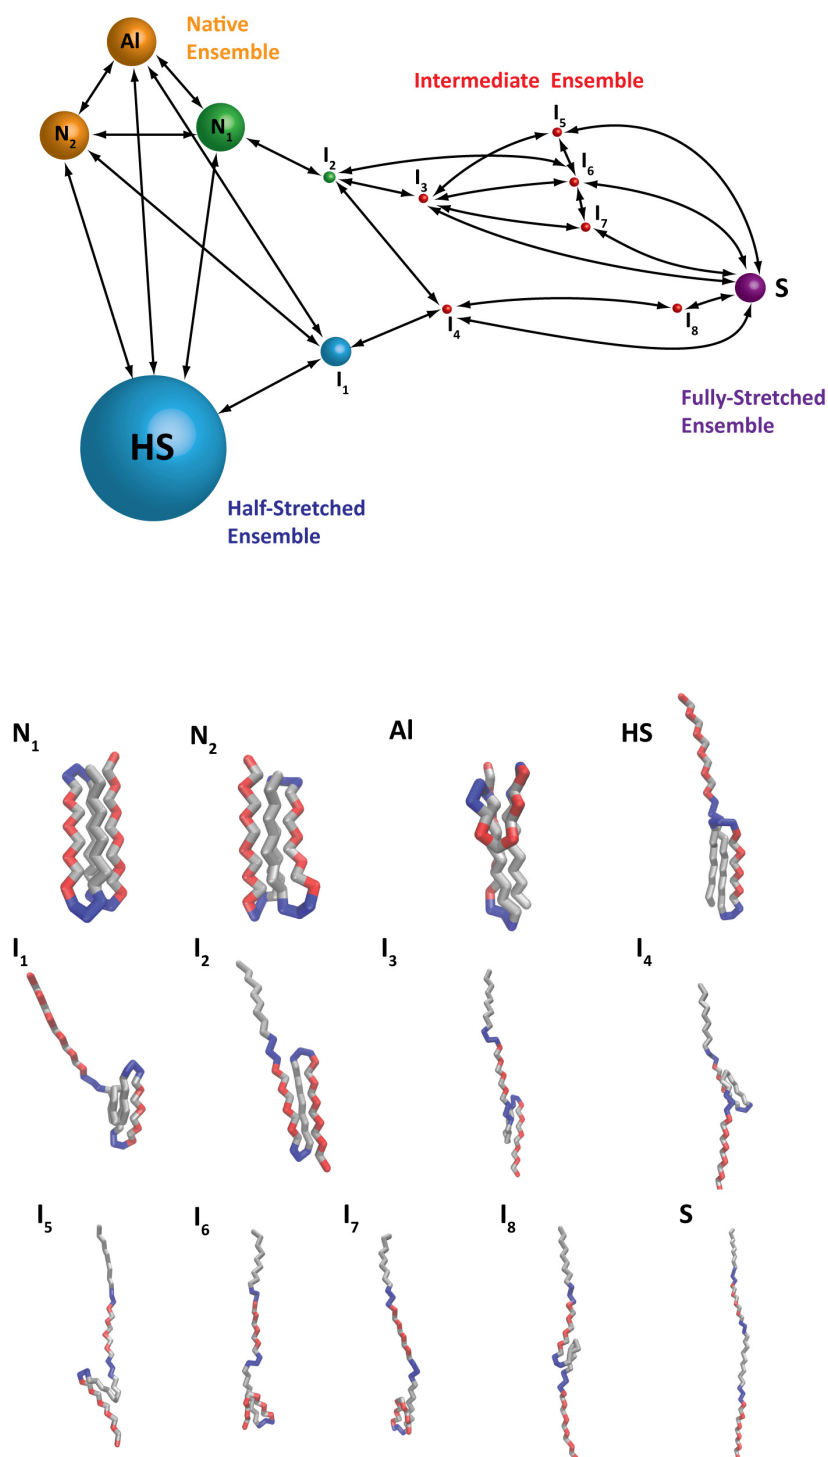 Native
Ensemble
Al
N2
N1
Intermediate Ensemble
I5
I2
I6
I3
I7
S
I4
I8
I1
Fully-Stretched
Ensemble
HS
Half-Stretched
Ensemble
N1
N2
Al
HS
I1
I2
I3
I4
I5
I6
I7
I8
S